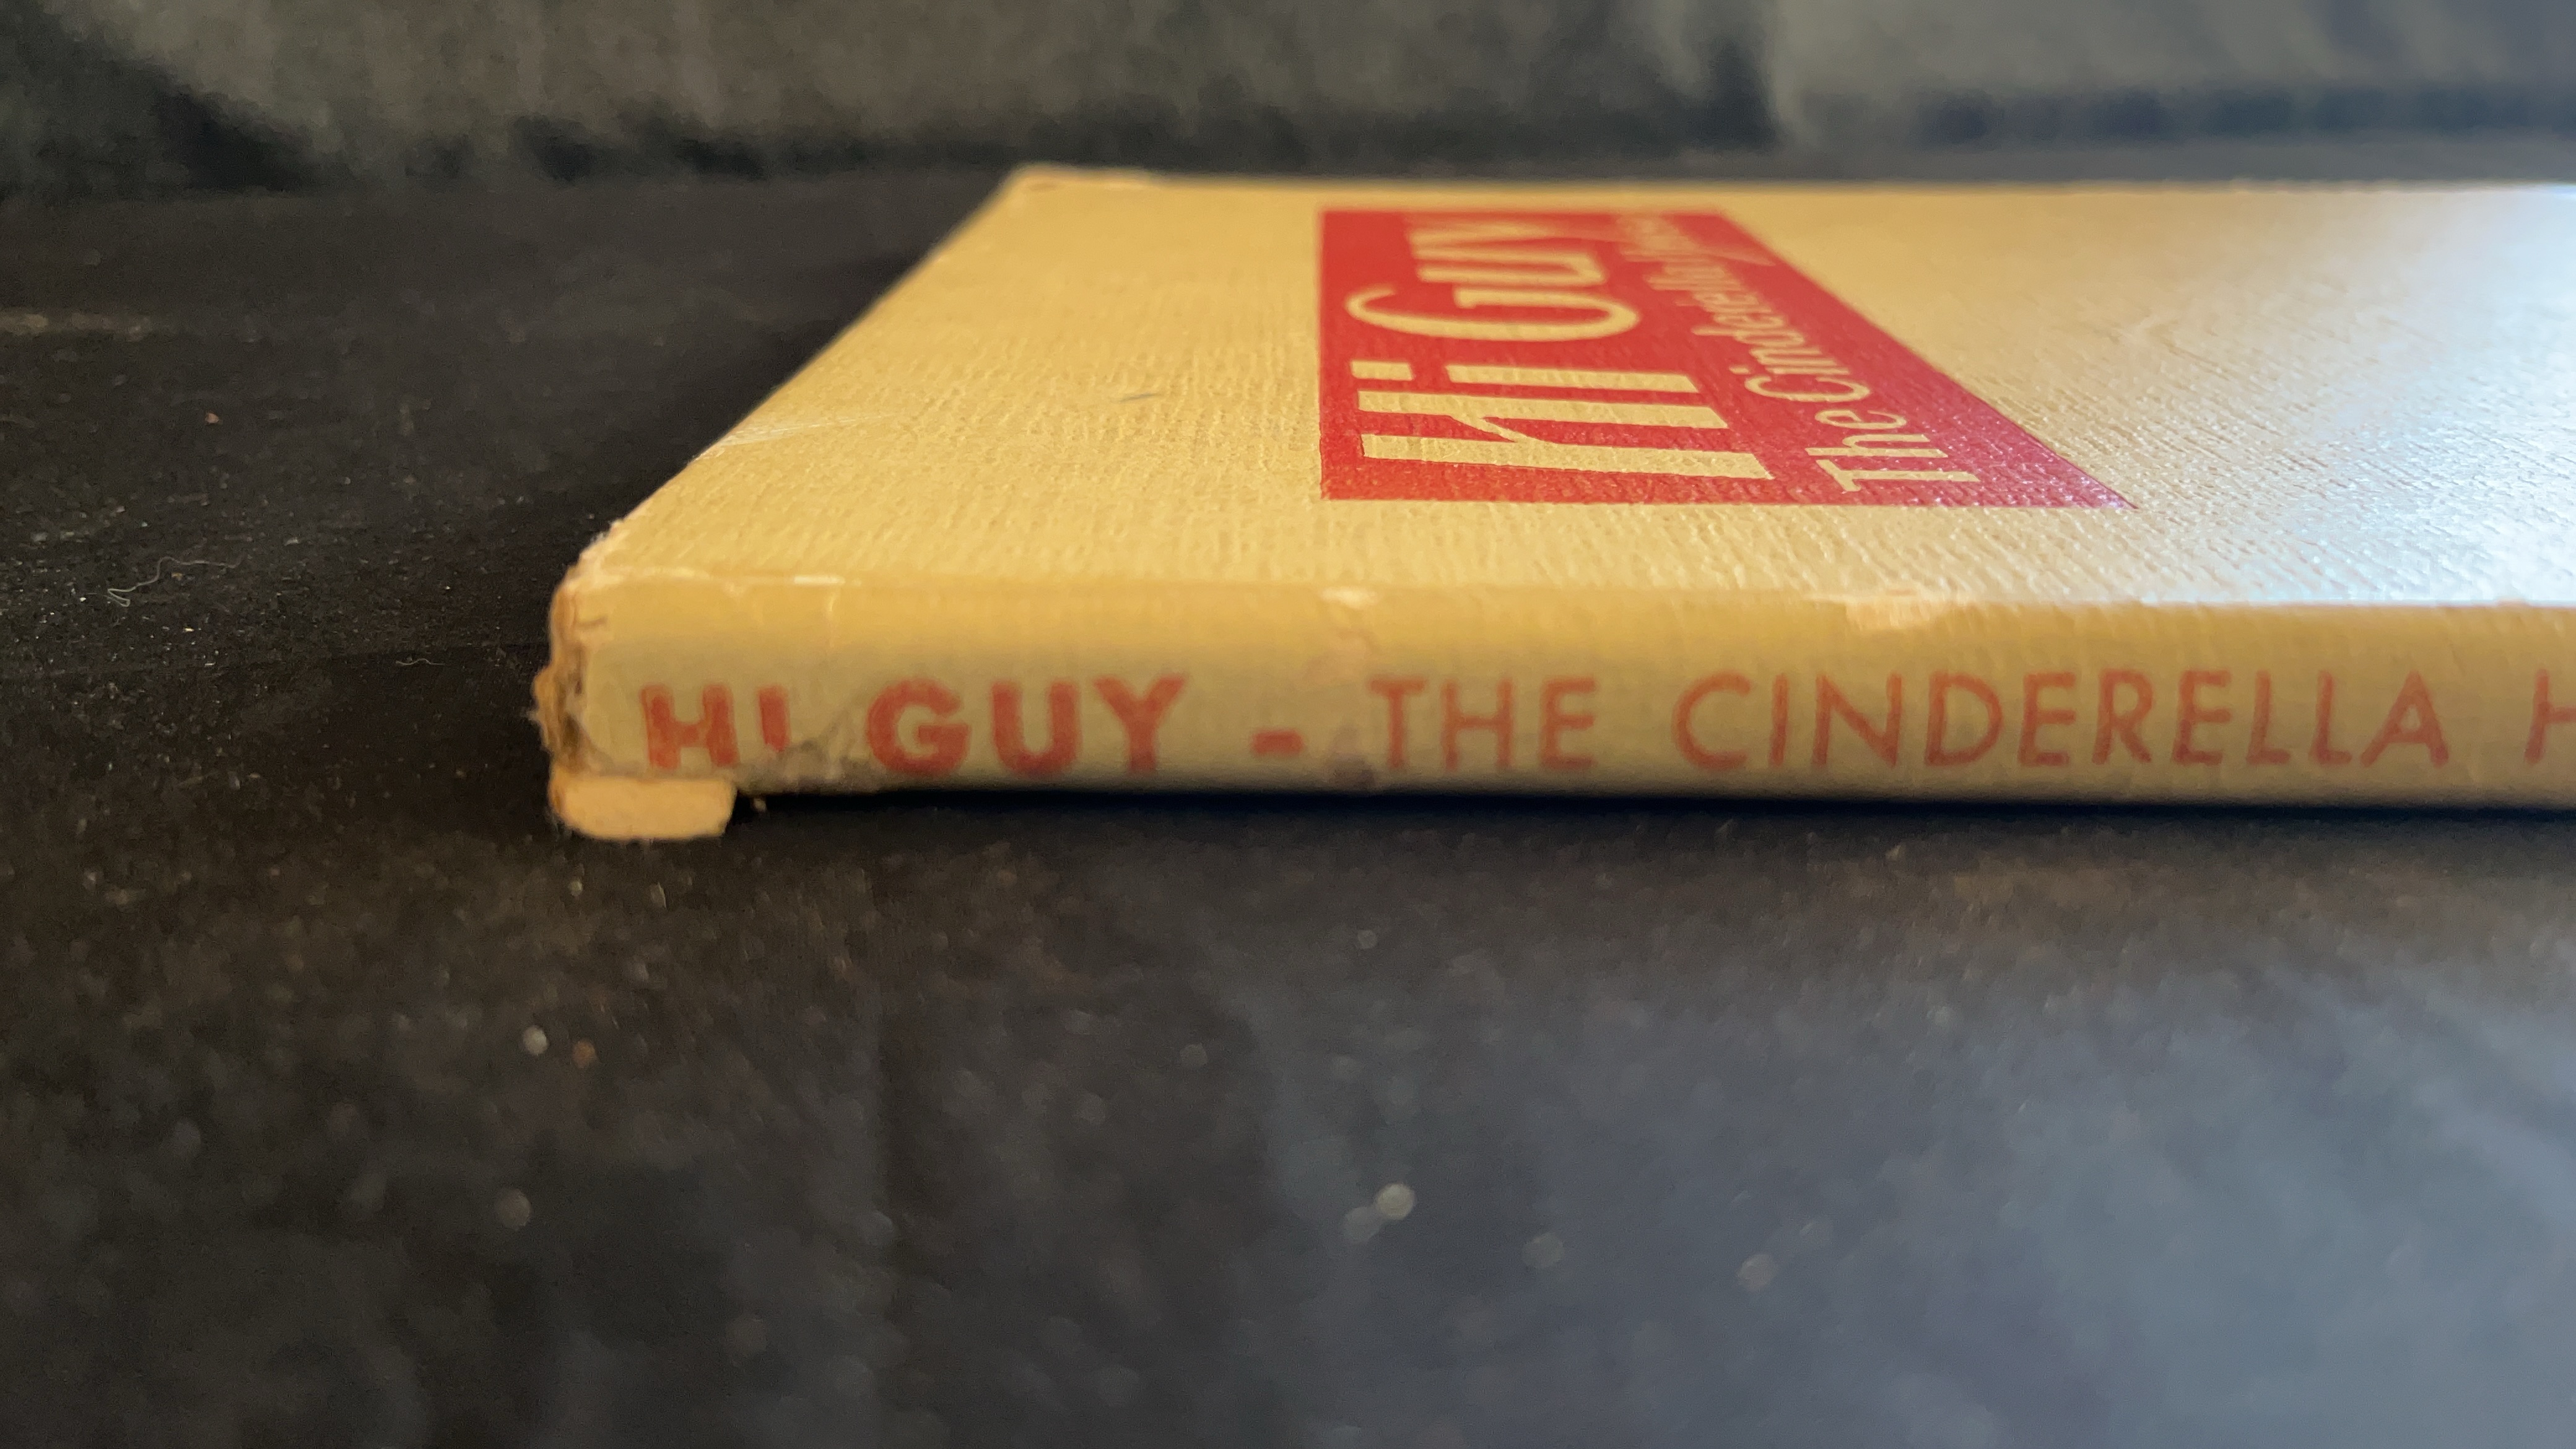 Hi Guy
The Cinderella
HI GUY - THE CINDERELLA H